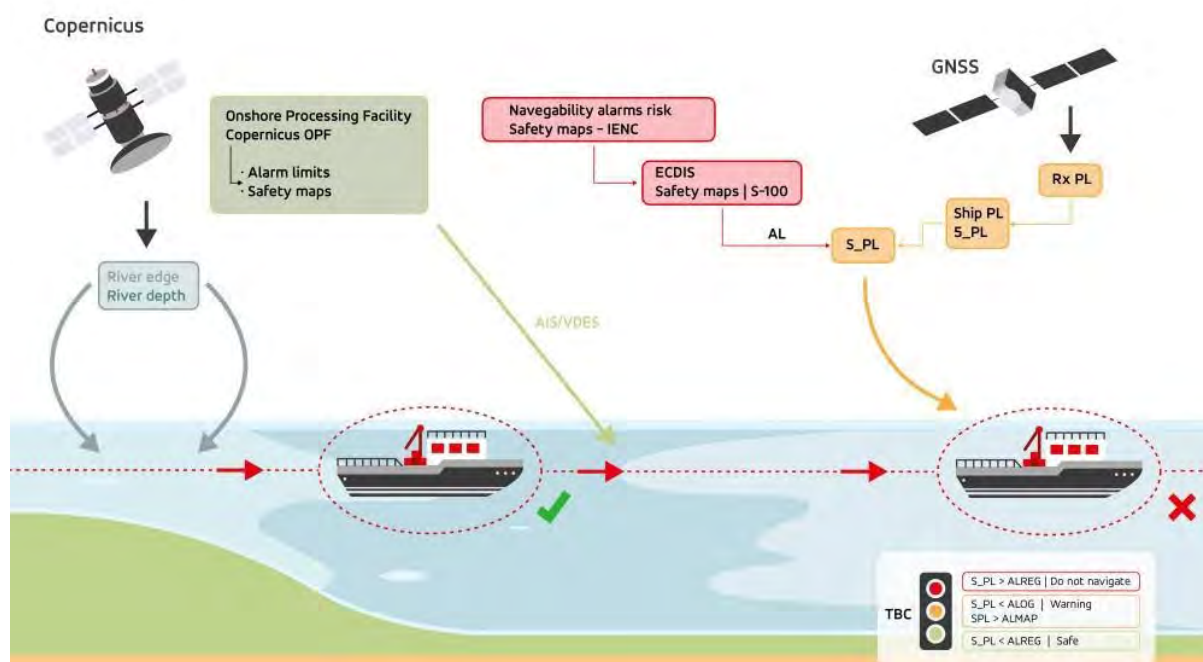 Copernicus
Onshore Processing Facility
Copernicus OPF
· Alarm limits
· Safety maps
River edge
River depth
AIS/VDES
Navegability alarms risk
Safety maps – IENC
ECDIS
Safety maps | S-100
AL
S_PL
GNSS
Rx PL
Ship PL
5_PL
TBC
S_PL > ALREG | Do not navigate
S_PL < ALOG | Warning
SPL > ALMAP
S_PL < ALREG | Safe